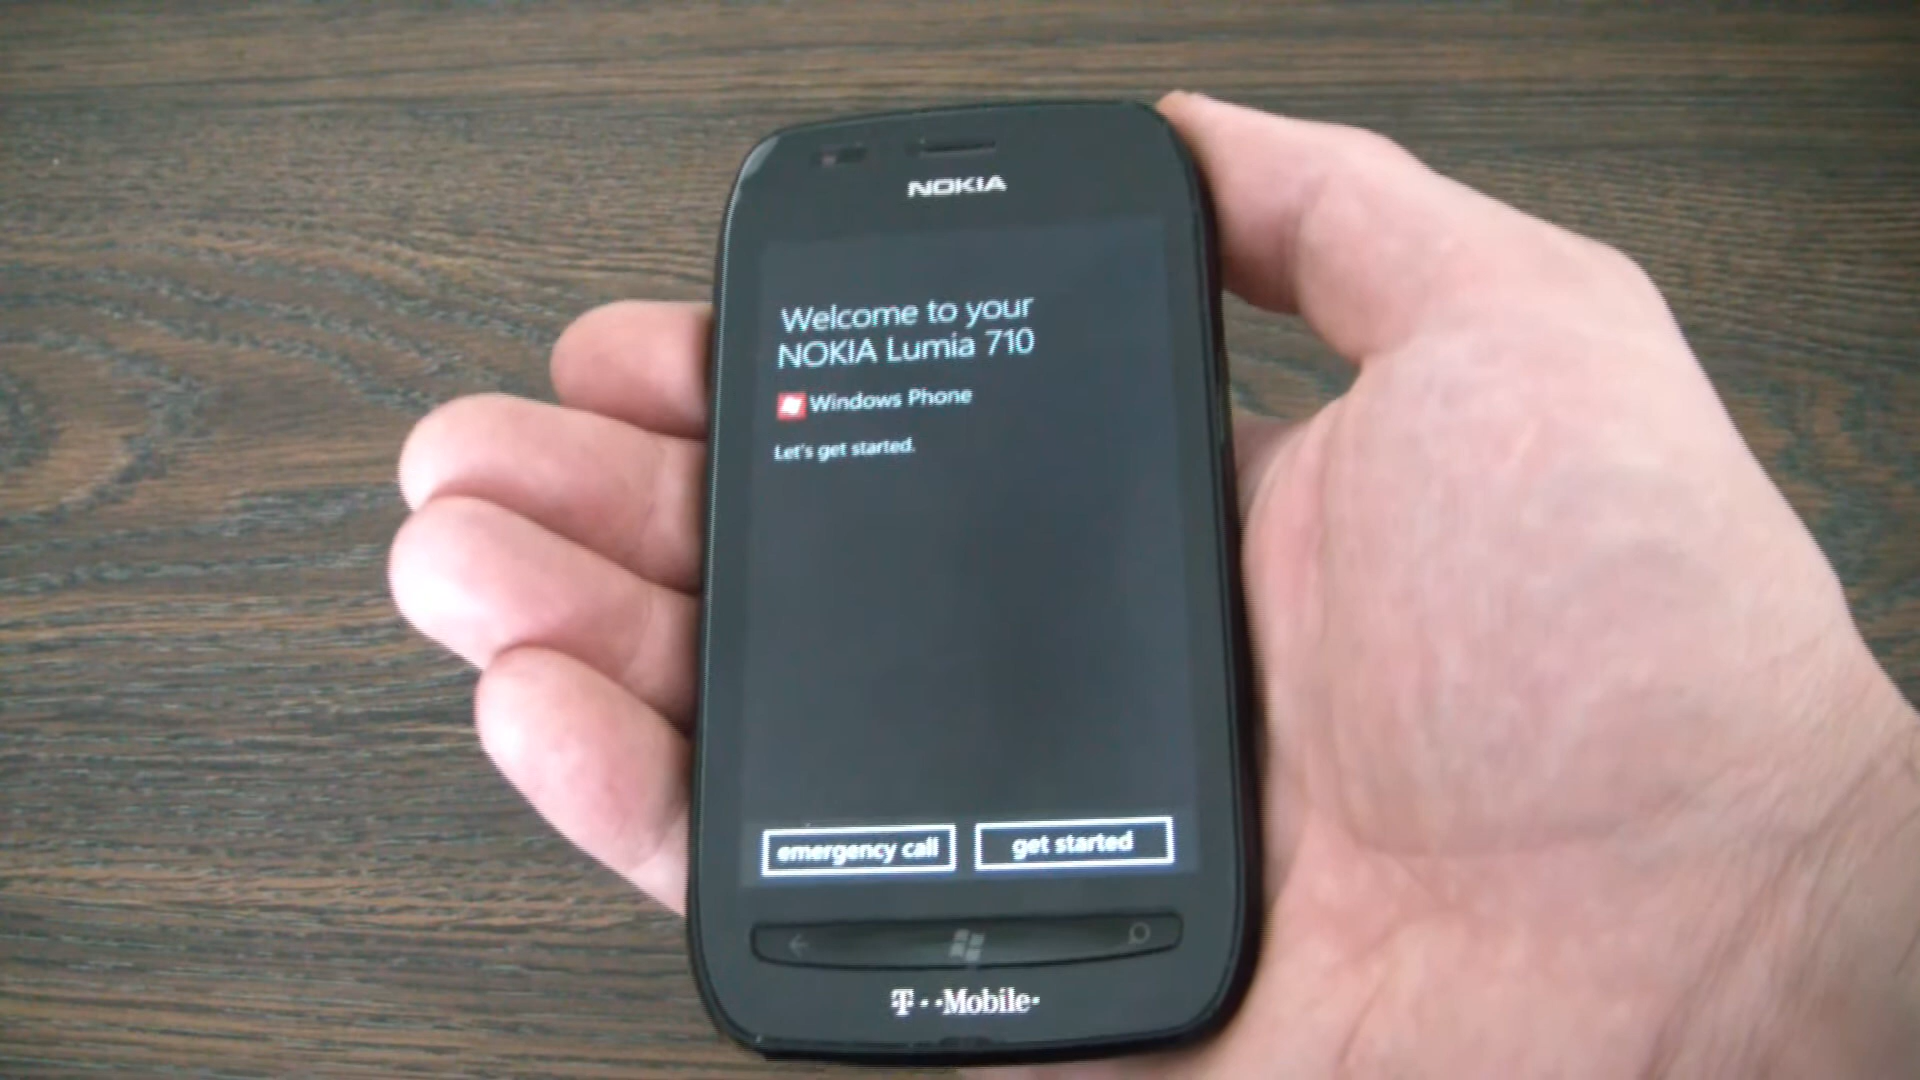 NOKIA
Welcome to your
NOKIA Lumia 710
Windows Phone
Let's get started.
emergency call
get started
T··Mobile·